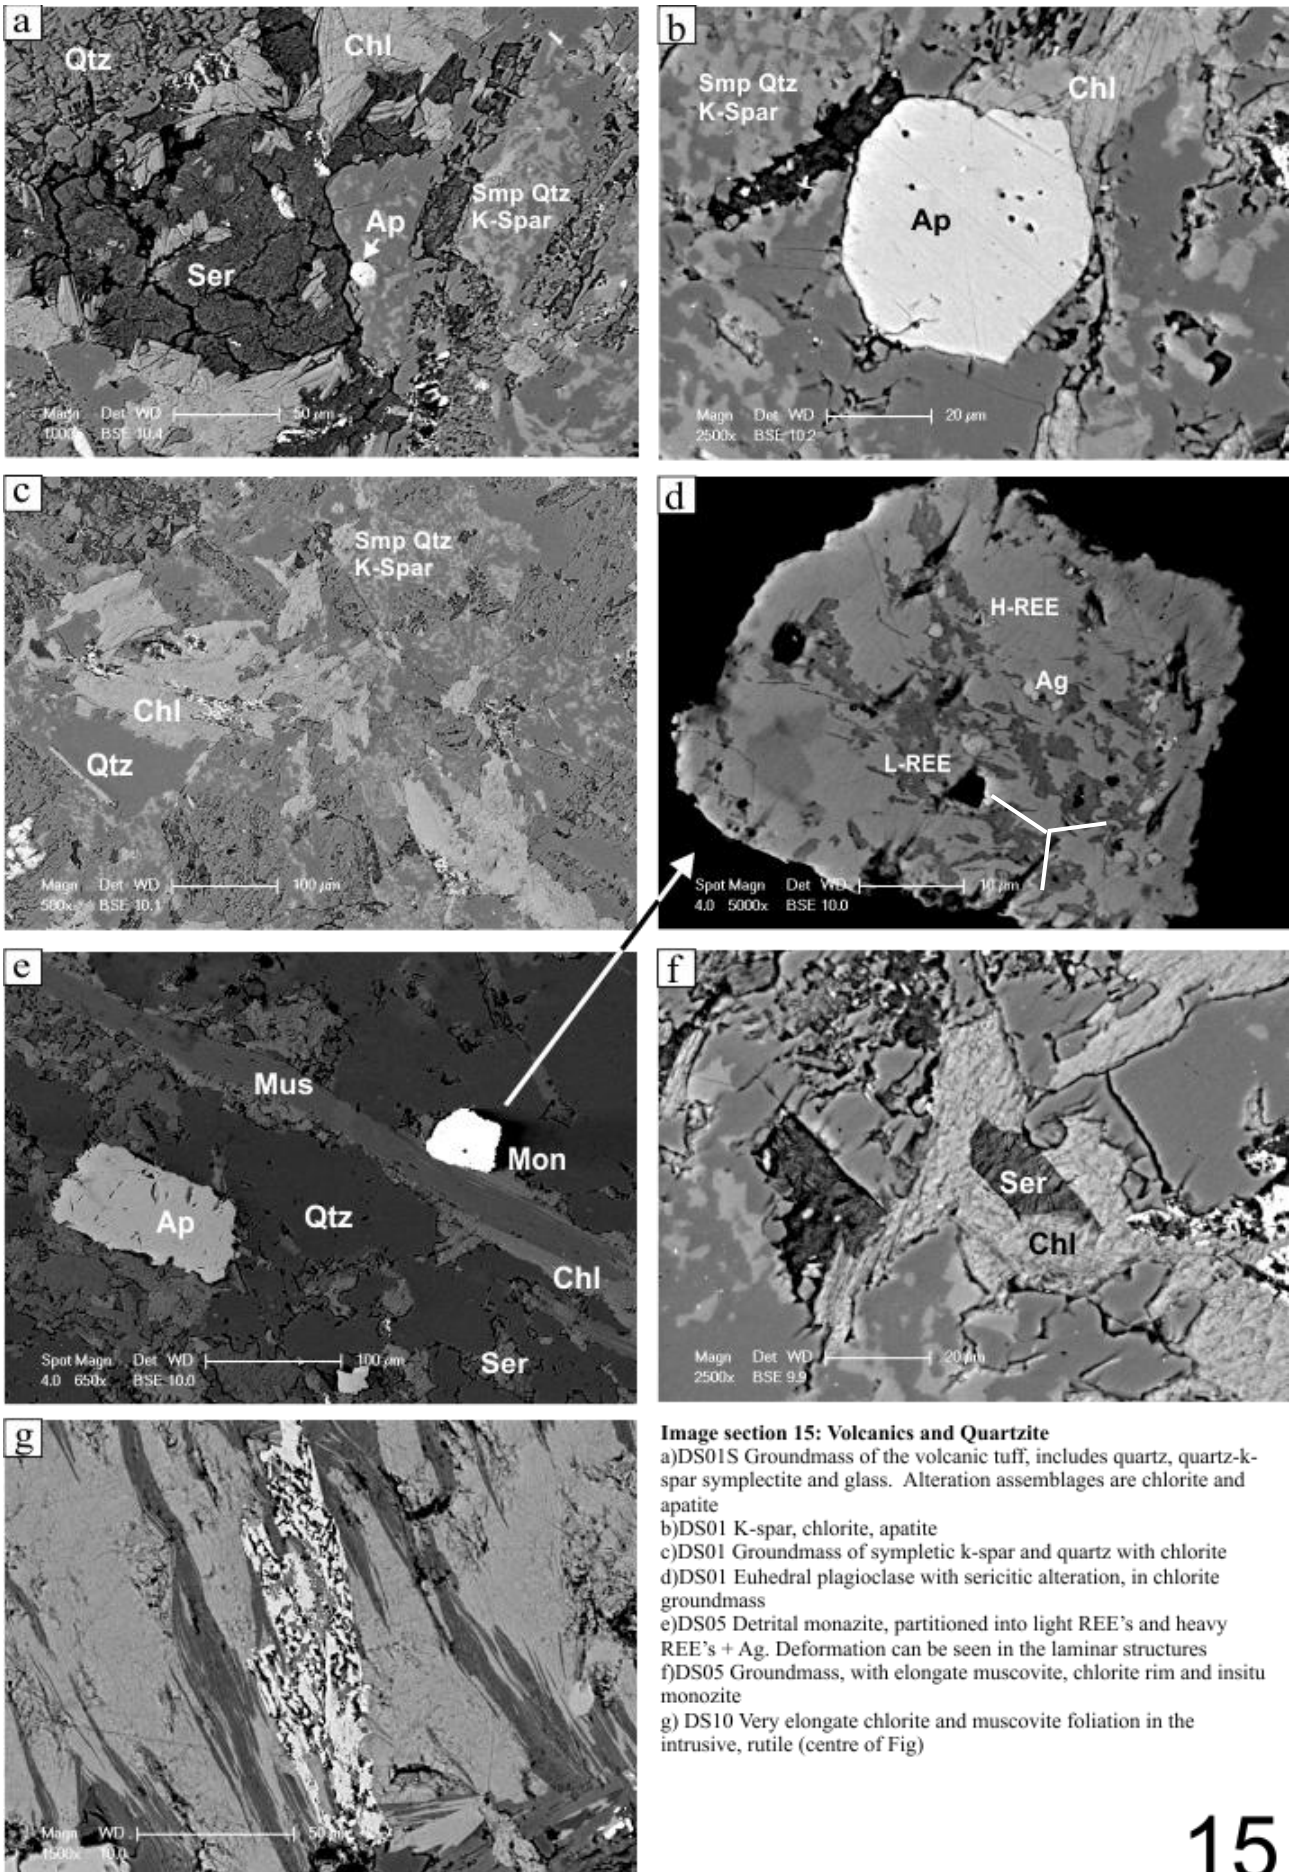 a
Qtz
Chl
Smp Qtz
K-Spar
Ap
Ser
Magn Det WD 50 µm
1000x BSE 10.4
b
Smp Qtz
K-Spar
Chl
Ap
Magn Det WD 20 µm
2500x BSE 10.2
c
Smp Qtz
K-Spar
Chl
Qtz
Magn Det WD 100 µm
500x BSE 10.1
d
H-REE
Ag
L-REE
Spot Magn Det WD 10 µm
4.0 5000x BSE 10.0
e
Mus
Mon
Ap
Qtz
Chl
Ser
Spot Magn Det WD 100 µm
4.0 650x BSE 10.0
f
Ser
Chl
Magn Det WD 20 µm
2500x BSE 9.9
g
Magn WD 50 µm
1500x 10.0
Image section 15: Volcanics and Quartzite
a)DS01S Groundmass of the volcanic tuff, includes quartz, quartz-k-
spar symplectite and glass. Alteration assemblages are chlorite and
apatite
b)DS01 K-spar, chlorite, apatite
c)DS01 Groundmass of sympletic k-spar and quartz with chlorite
d)DS01 Euhedral plagioclase with sericitic alteration, in chlorite
groundmass
e)DS05 Detrital monazite, partitioned into light REE's and heavy
REE's + Ag. Deformation can be seen in the laminar structures
f)DS05 Groundmass, with elongate muscovite, chlorite rim and insitu
monozite
g) DS10 Very elongate chlorite and muscovite foliation in the
intrusive, rutile (centre of Fig)
15